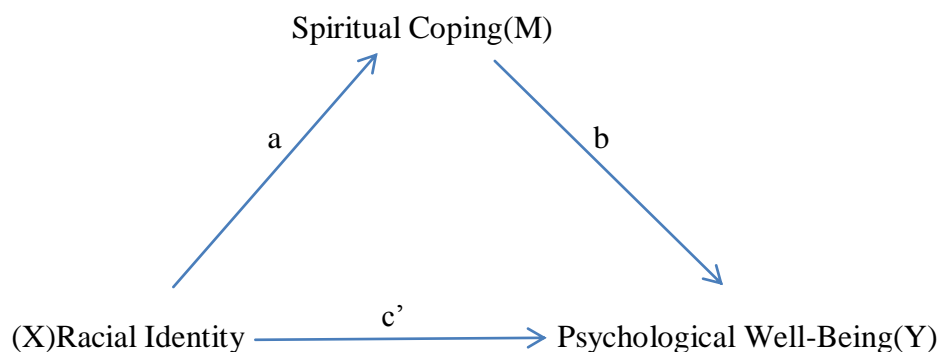 Spiritual Coping(M)
a
b
c’
(X)Racial Identity
Psychological Well-Being(Y)